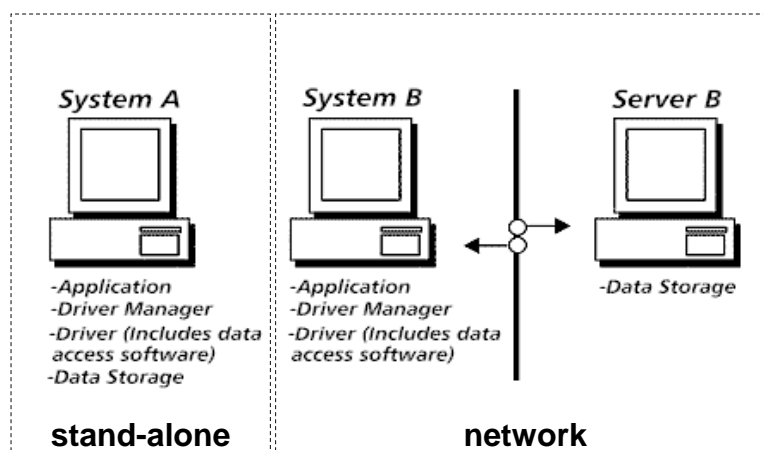 System A
-Application
-Driver Manager
-Driver (Includes data
access software)
-Data Storage
stand-alone
System B
-Application
-Driver Manager
-Driver (Includes data
access software)
Server B
-Data Storage
network